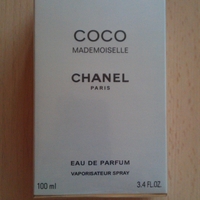 COCO
MADEMOISELLE
CHANEL
PARIS
EAU DE PARFUM
VAPORISATEUR SPRAY
100 ml 3.4 FL.OZ.